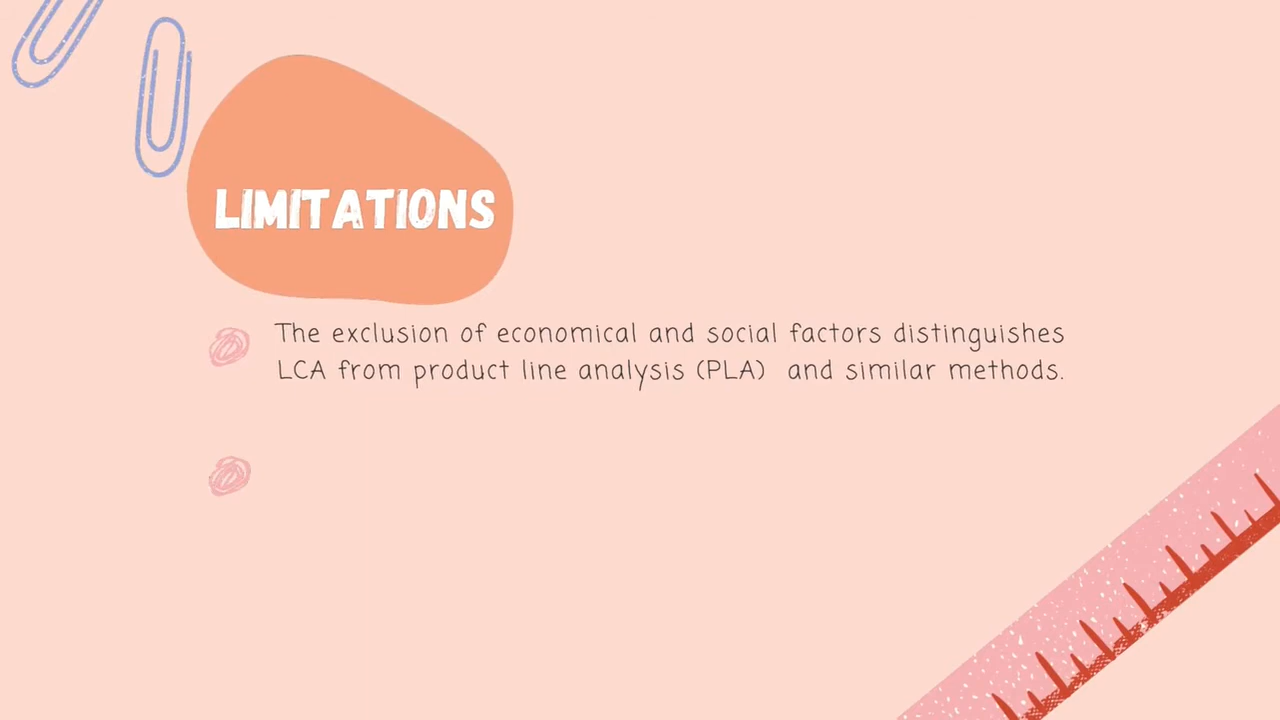 LIMITATIONS
The exclusion of economical and social factors distinguishes
LCA from product line analysis (PLA) and similar methods.